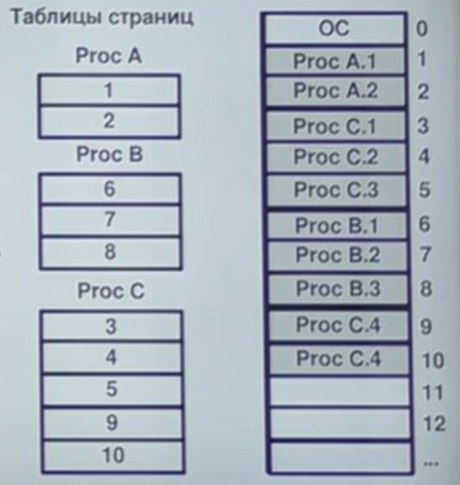 Таблицы страниц
Proc A
1
2
Proc B
6
7
8
Proc C
3
4
5
9
10
ОС 0
Proc A.1 1
Proc A.2 2
Proc C.1 3
Proc C.2 4
Proc C.3 5
Proc B.1 6
Proc B.2 7
Proc B.3 8
Proc C.4 9
Proc C.4 10
11
12
...